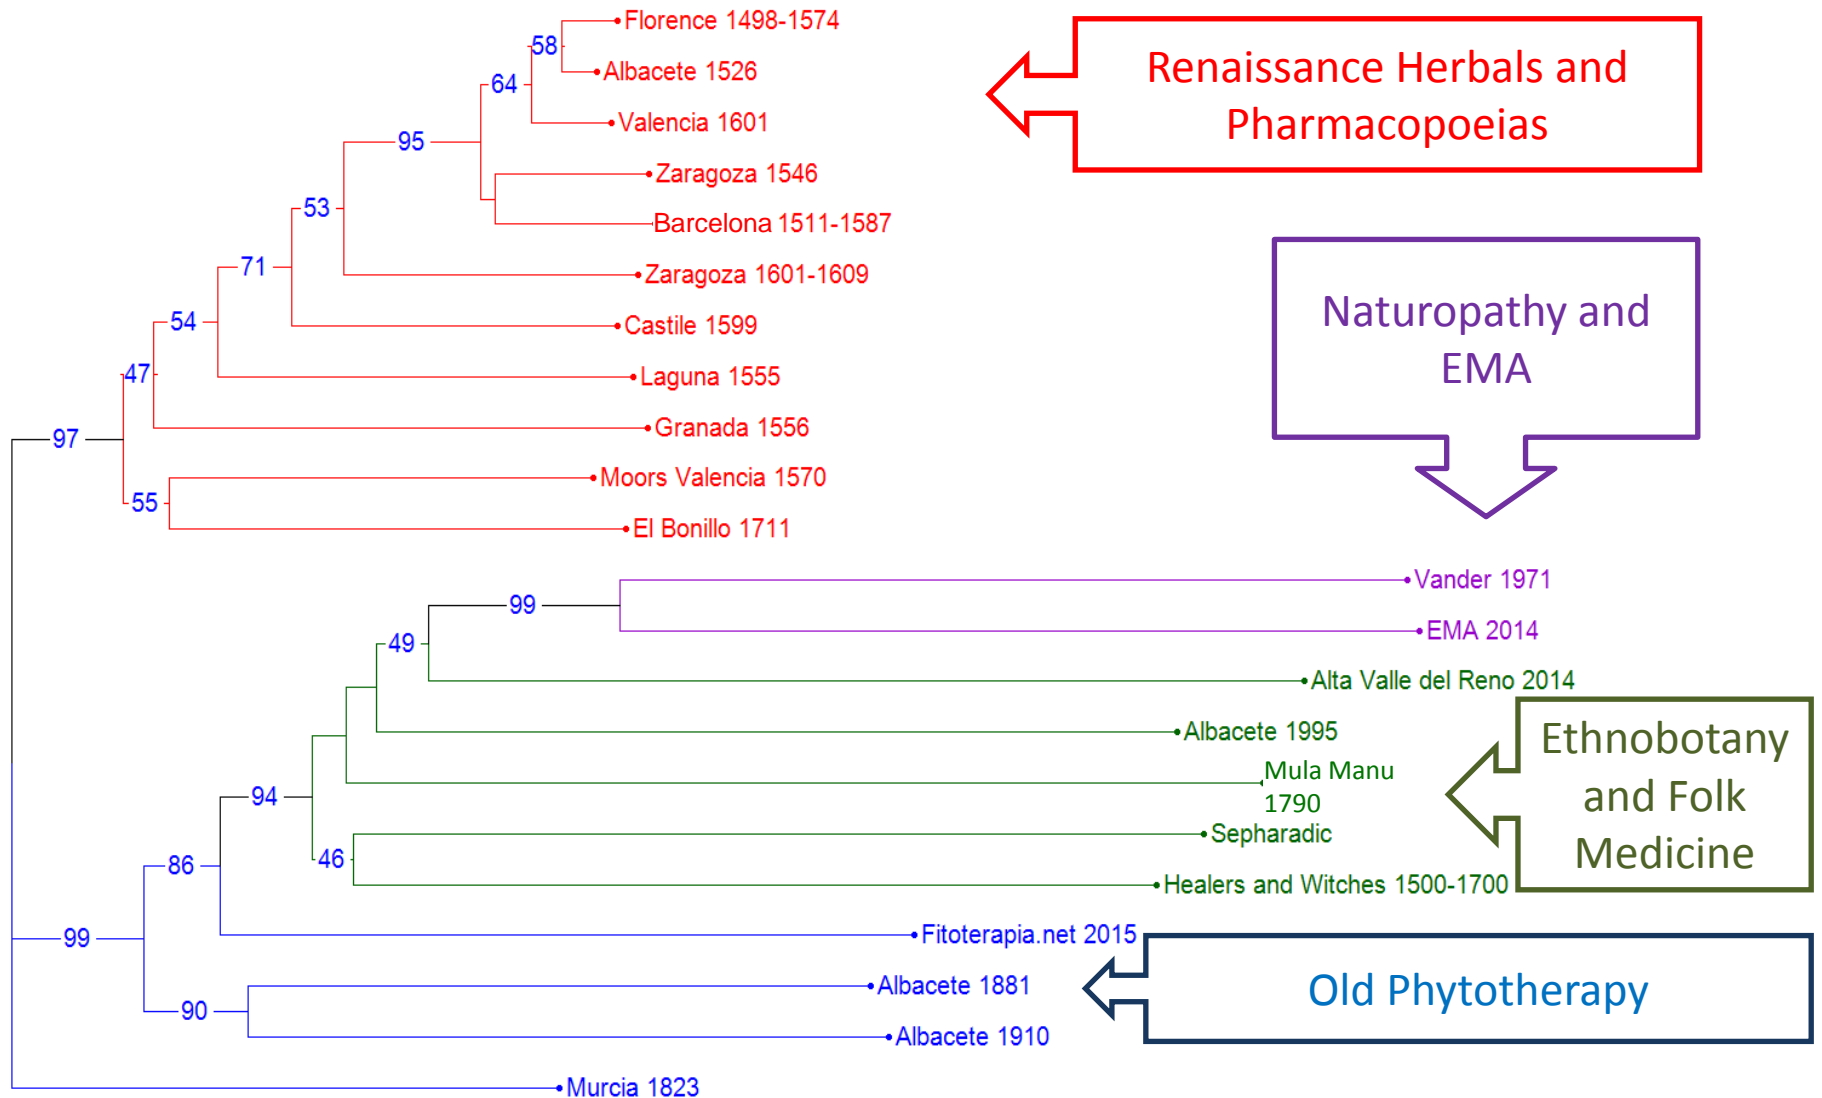 Florence 1498-1574
58
Albacete 1526
64
Valencia 1601
95
Zaragoza 1546
53
Barcelona 1511-1587
71
Zaragoza 1601-1609
54
Castile 1599
47
Laguna 1555
Granada 1556
97
Moors Valencia 1570
55
El Bonillo 1711
Renaissance Herbals and
Pharmacopoeias
Naturopathy and
EMA
Vander 1971
99
EMA 2014
49
Alta Valle del Reno 2014
Albacete 1995
Mula Manu
1790
94
Sepharadic
46
Healers and Witches 1500-1700
86
Ethnobotany
and Folk
Medicine
Fitoterapia.net 2015
99
Albacete 1881
90
Albacete 1910
Old Phytotherapy
Murcia 1823